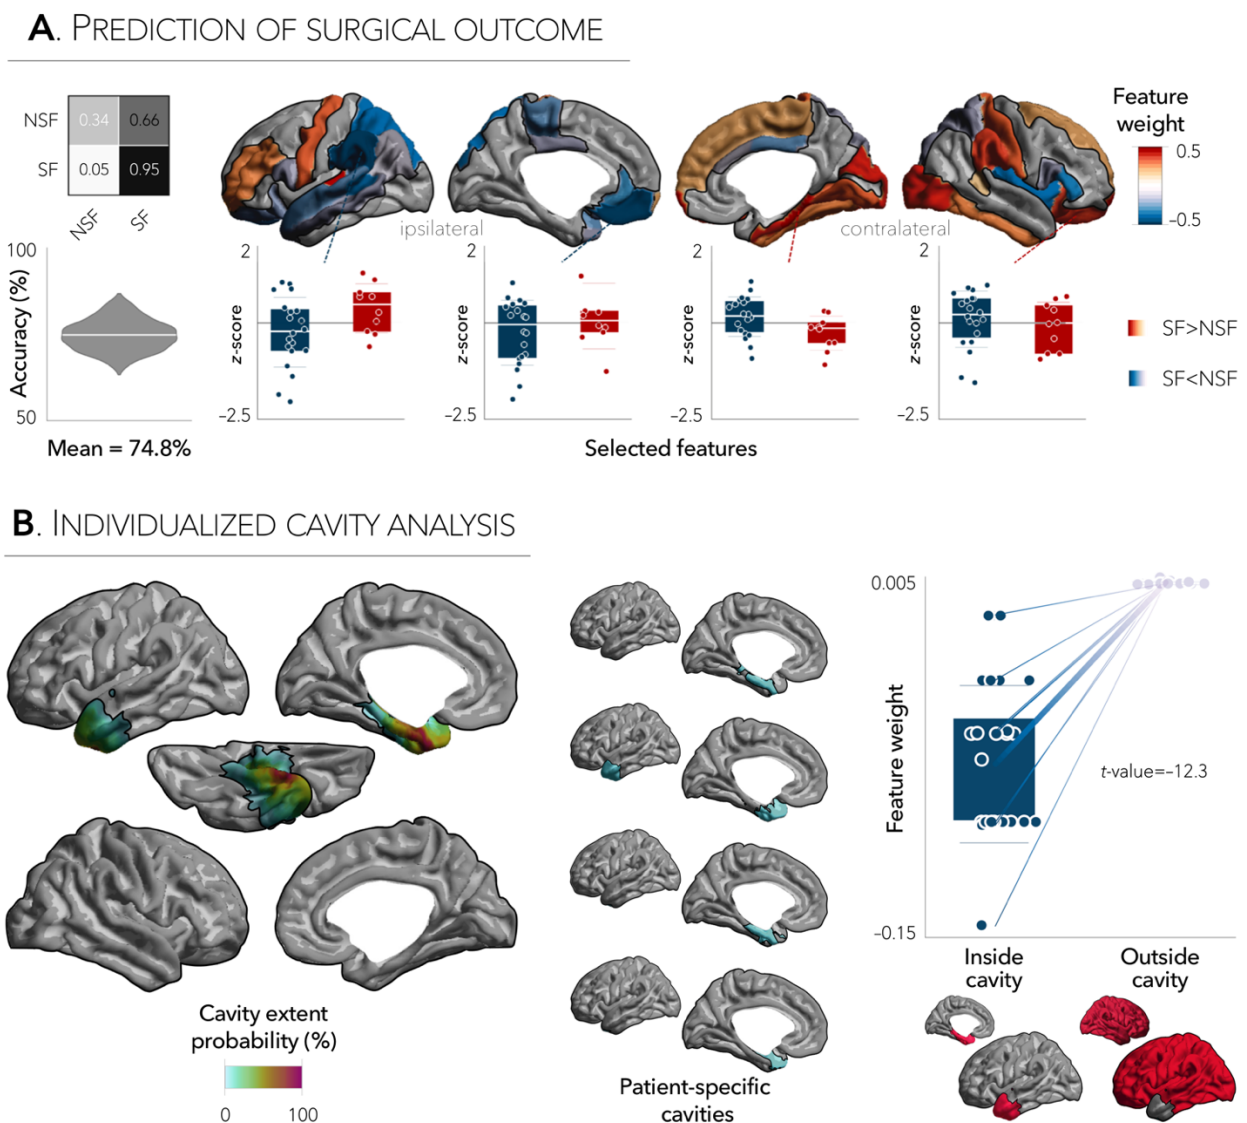 A. PREDICTION OF SURGICAL OUTCOME
NSF 0.34 0.66
SF 0.05 0.95
NSF SF
Feature
weight
0.5
-0.5
ipsilateral
contralateral
100
Accuracy (%)
50
Mean = 74.8%
2
z-score
-2.5
2
z-score
-2.5
2
z-score
-2.5
2
z-score
-2.5
Selected features
SF>NSF
SF<NSF
B. INDIVIDUALIZED CAVITY ANALYSIS
Cavity extent
probability (%)
0 100
Patient-specific
cavities
0.005
Feature weight
-0.15
t-value=-12.3
Inside
cavity
Outside
cavity